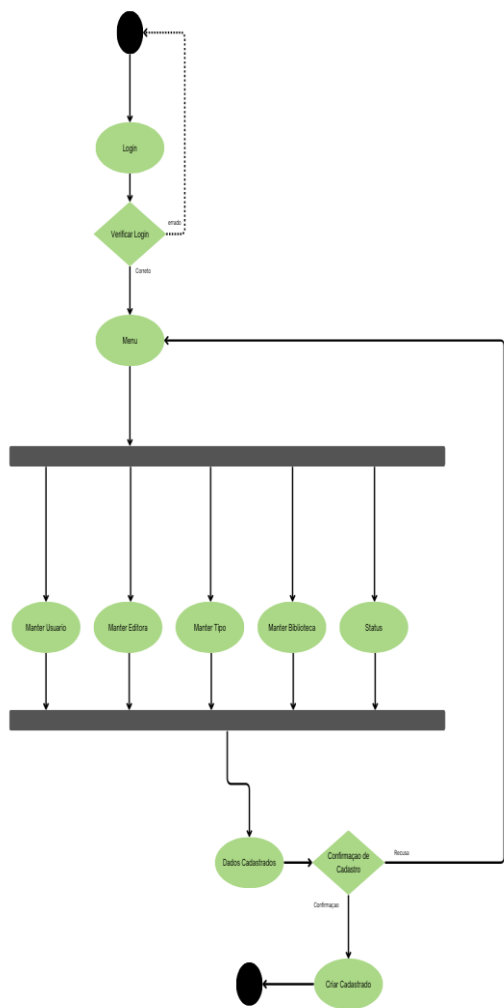 Login
errado
Verificar Login
Correto
Menu
Manter Usuario
Manter Editora
Manter Tipo
Manter Biblioteca
Status
Dados Cadastrados
Confirmaçao de
Cadastro
Recusa
Confirmaçao
Criar Cadastrado